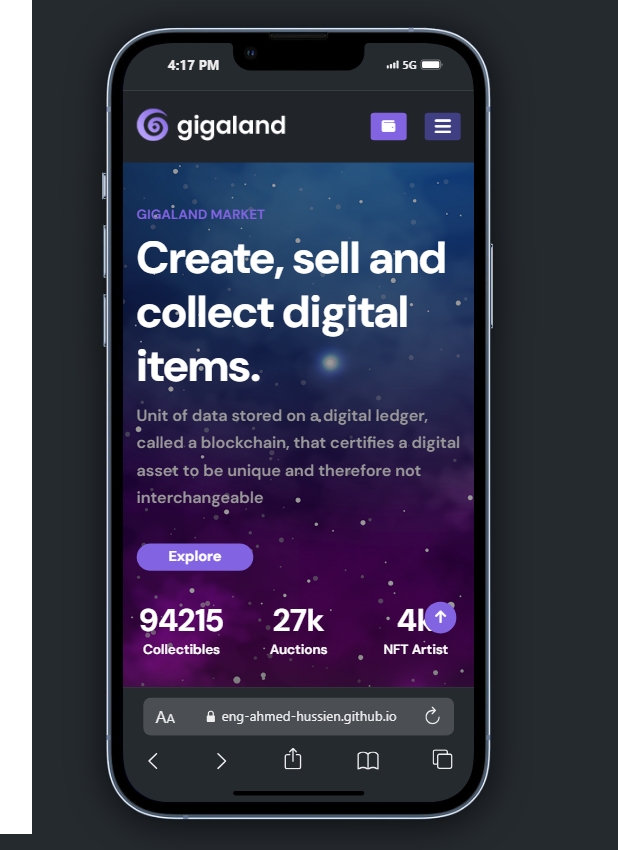 4:17 PM
5G
gigaland
GIGALAND MARKET
Create, sell and
collect digital
items.
Unit of data stored on a digital ledger,
called a blockchain, that certifies a digital
asset to be unique and therefore not
interchangeable
Explore
94215 27k 4k
Collectibles Auctions NFT Artist
AA eng-ahmed-hussien.github.io